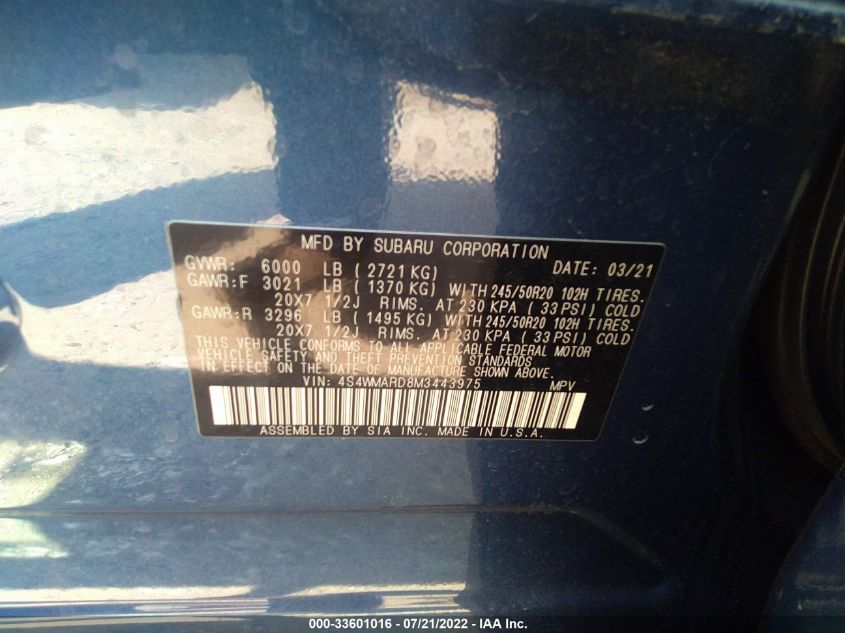 MFD BY SUBARU CORPORATION
GVWR: 6000 LB ( 2721 KG) DATE: 03/21
GAWR:F 3021 LB ( 1370 KG) WITH 245/50R20 102H TIRES.
20X7 1/2J RIMS. AT 230 KPA ( 33 PSI) COLD
GAWR:R 3296 LB ( 1495 KG) WITH 245/50R20 102H TIRES.
20X7 1/2J RIMS. AT 230 KPA ( 33 PSI) COLD
THIS VEHICLE CONFORMS TO ALL APPLICABLE FEDERAL MOTOR
VEHICLE SAFETY AND THEFT PREVENTION STANDARDS
IN EFFECT ON THE DATE OF MANUFACTURE SHOWN ABOVE.
VIN: 4S4WMARD8M3443975 MPV
ASSEMBLED BY SIA INC. MADE IN U.S.A.
000-33601016 - 07/21/2022 - IAA Inc.